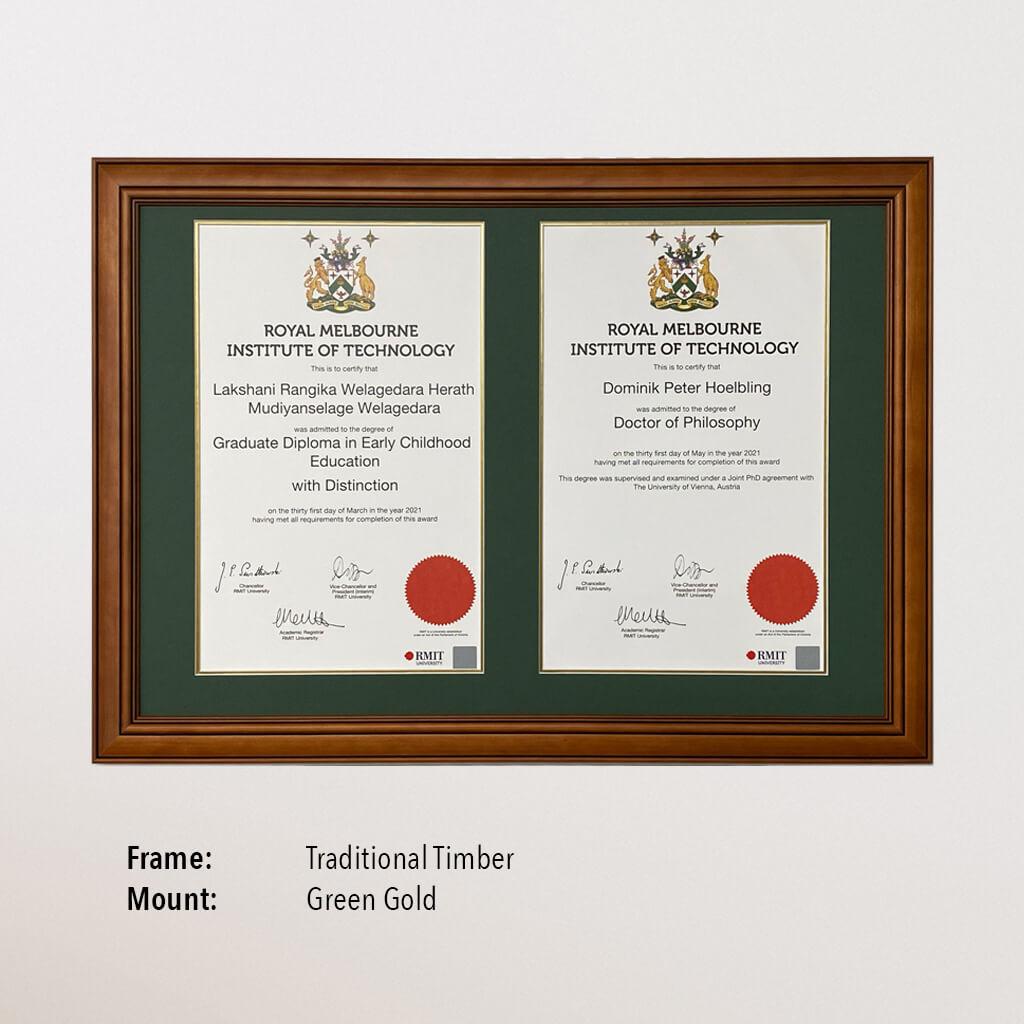 ROYAL MELBOURNE
INSTITUTE OF TECHNOLOGY
This is to certify that
Lakshani Rangika Welagedara Herath
Mudiyanselage Welagedara
was admitted to the degree of
Graduate Diploma in Early Childhood
Education
with Distinction
on the thirty first day of March in the year 2021
having met all requirements for completion of this award
Chancellor
RMIT University
Vice-Chancellor and
President (Interim)
RMIT University
Academic Registrar
RMIT University
RMIT
UNIVERSITY
ROYAL MELBOURNE
INSTITUTE OF TECHNOLOGY
This is to certify that
Dominik Peter Hoelbling
was admitted to the degree of
Doctor of Philosophy
on the thirty first day of May in the year 2021
having met all requirements for completion of this award
This degree was supervised and examined under a Joint PhD agreement with
The University of Vienna, Austria
Chancellor
RMIT University
Vice-Chancellor and
President (Interim)
RMIT University
Academic Registrar
RMIT University
RMIT
UNIVERSITY
Frame: Traditional Timber
Mount: Green Gold